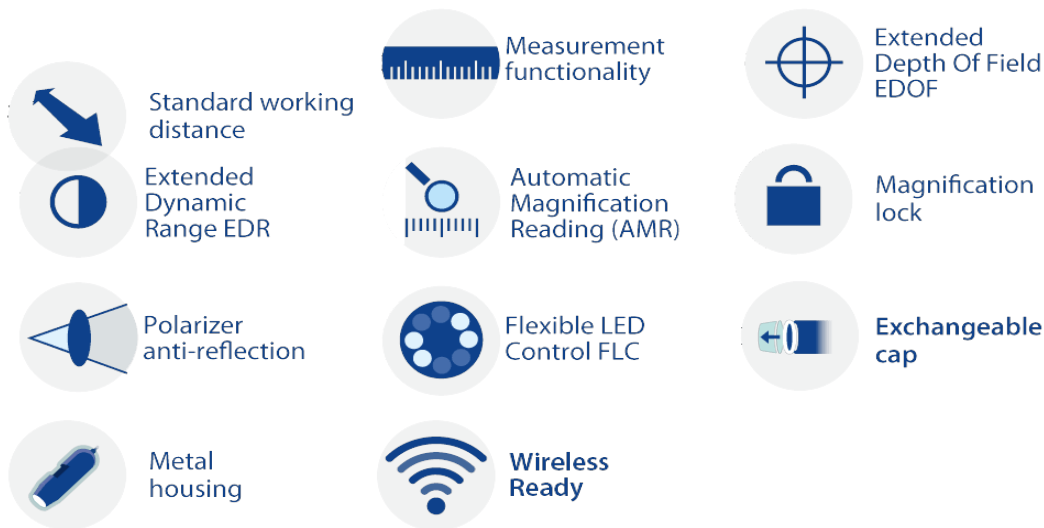 Standard working
distance
Measurement
functionality
Extended
Depth Of Field
EDOF
Extended
Dynamic
Range EDR
Automatic
Magnification
Reading (AMR)
Magnification
lock
Polarizer
anti-reflection
Flexible LED
Control FLC
Exchangeable
cap
Metal
housing
Wireless
Ready